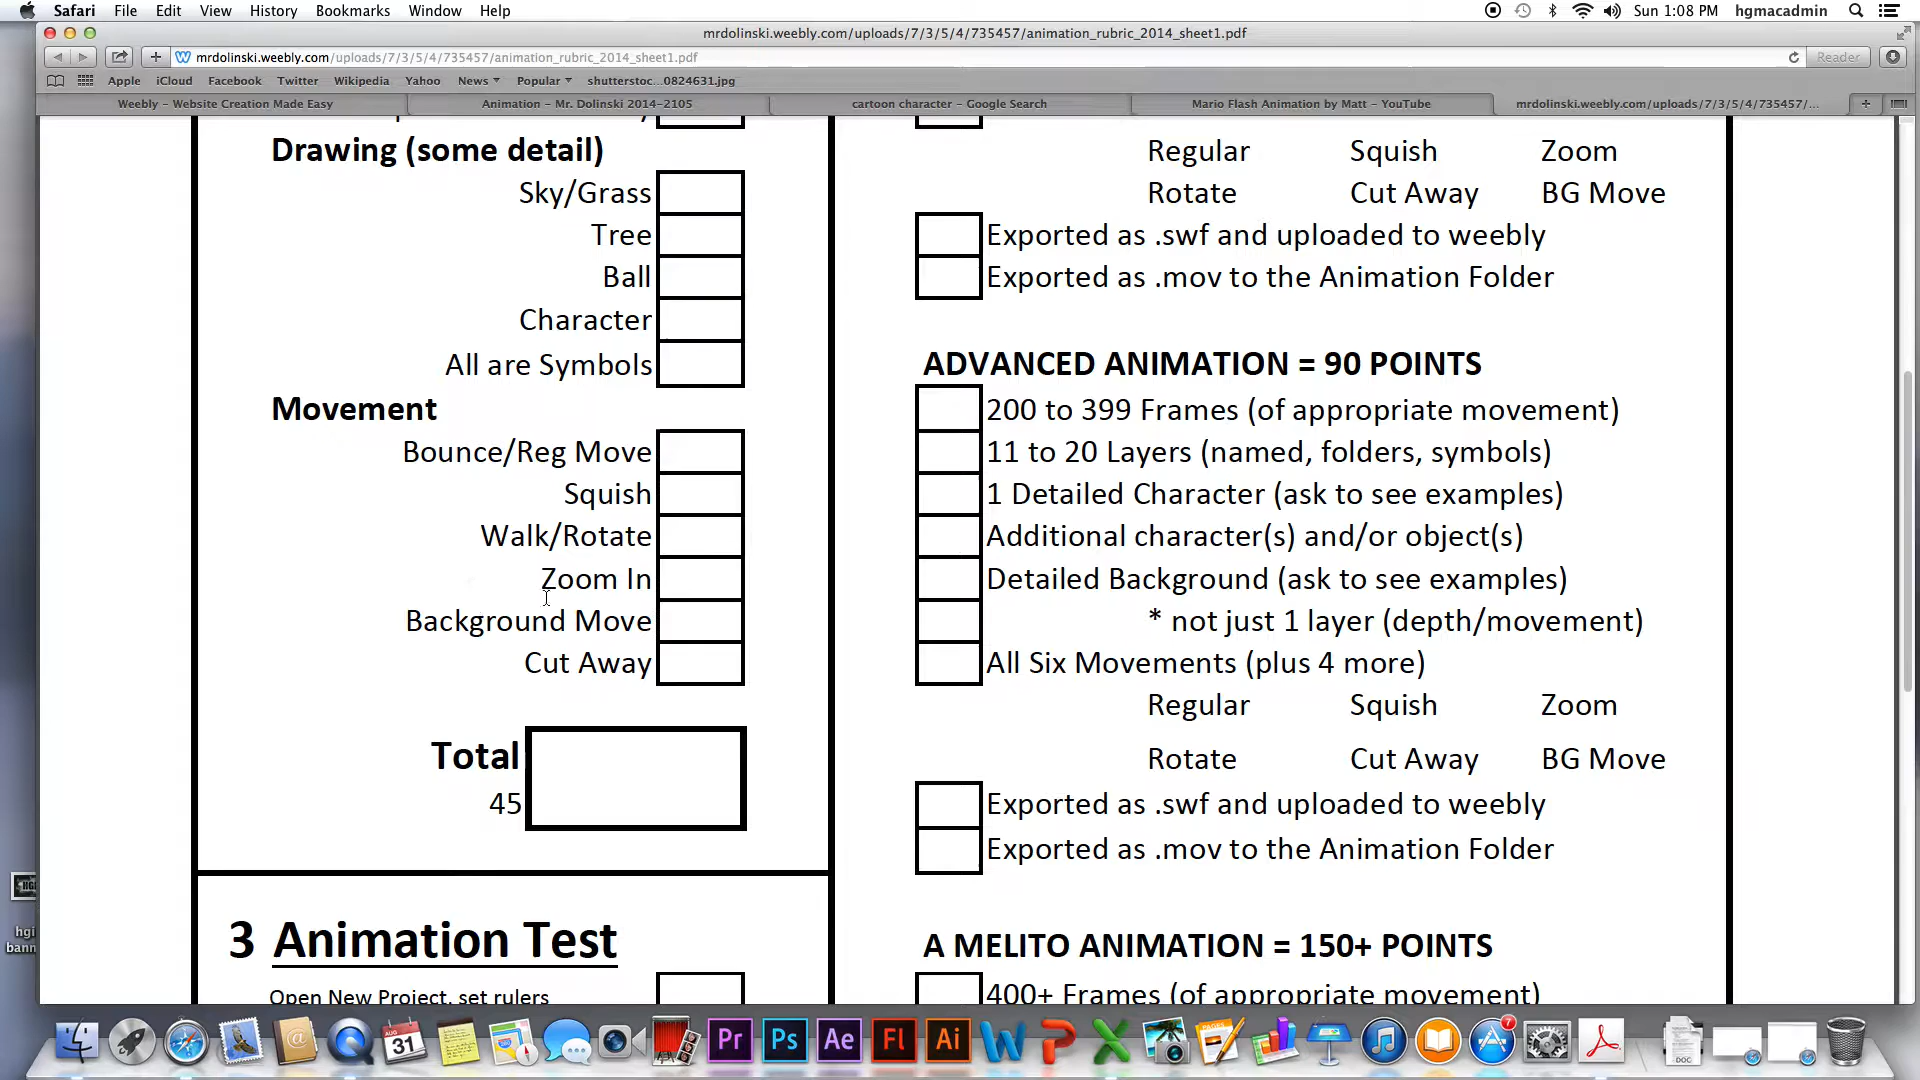 Safari File Edit View History Bookmarks Window Help Sun 1:08 PM hgmacadmin
mrdolinski.weebly.com/uploads/7/3/5/4/735457/animation_rubric_2014_sheet1.pdf
mrdolinski.weebly.com/uploads/7/3/5/4/735457/animation_rubric_2014_sheet1.pdf Reader
Apple iCloud Facebook Twitter Wikipedia Yahoo News Popular shutterstoc...0824631.jpg
Weebly – Website Creation Made Easy Animation – Mr. Dolinski 2014–2105 cartoon character – Google Search Mario Flash Animation by Matt – YouTube mrdolinski.weebly.com/uploads/7/3/5/4/735457/...
Drawing (some detail)
Sky/Grass
Tree
Ball
Character
All are Symbols
Movement
Bounce/Reg Move
Squish
Walk/Rotate
Zoom In
Background Move
Cut Away
Total
45
3 Animation Test
Open New Project, set rulers
Regular Squish Zoom
Rotate Cut Away BG Move
Exported as .swf and uploaded to weebly
Exported as .mov to the Animation Folder
ADVANCED ANIMATION = 90 POINTS
200 to 399 Frames (of appropriate movement)
11 to 20 Layers (named, folders, symbols)
1 Detailed Character (ask to see examples)
Additional character(s) and/or object(s)
Detailed Background (ask to see examples)
* not just 1 layer (depth/movement)
All Six Movements (plus 4 more)
Regular Squish Zoom
Rotate Cut Away BG Move
Exported as .swf and uploaded to weebly
Exported as .mov to the Animation Folder
A MELITO ANIMATION = 150+ POINTS
400+ Frames (of appropriate movement)
hgi
bann
AUG
31
Pr Ps Ae Fl Ai
7
DOC